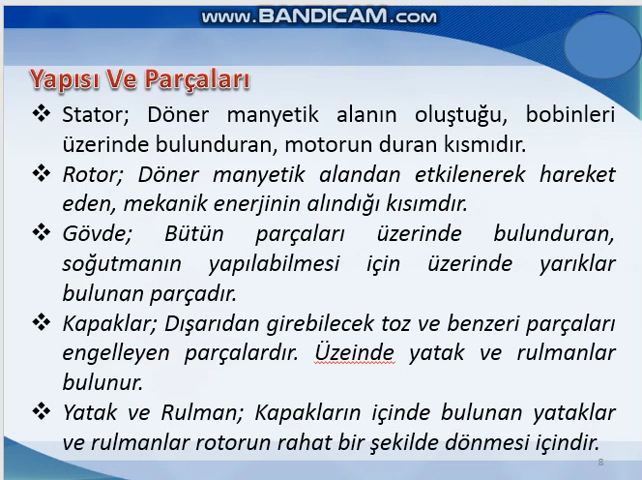 www.BANDICAM.com
Yapısı Ve Parçaları
❖ Stator; Döner manyetik alanın oluştuğu, bobinleri
üzerinde bulunduran, motorun duran kısmıdır.
❖ Rotor; Döner manyetik alandan etkilenerek hareket
eden, mekanik enerjinin alındığı kısımdır.
❖ Gövde; Bütün parçaları üzerinde bulunduran,
soğutmanın yapılabilmesi için üzerinde yarıklar
bulunan parçadır.
❖ Kapaklar; Dışarıdan girebilecek toz ve benzeri parçaları
engelleyen parçalardır. Üzeinde yatak ve rulmanlar
bulunur.
❖ Yatak ve Rulman; Kapakların içinde bulunan yataklar
ve rulmanlar rotorun rahat bir şekilde dönmesi içindir.
8